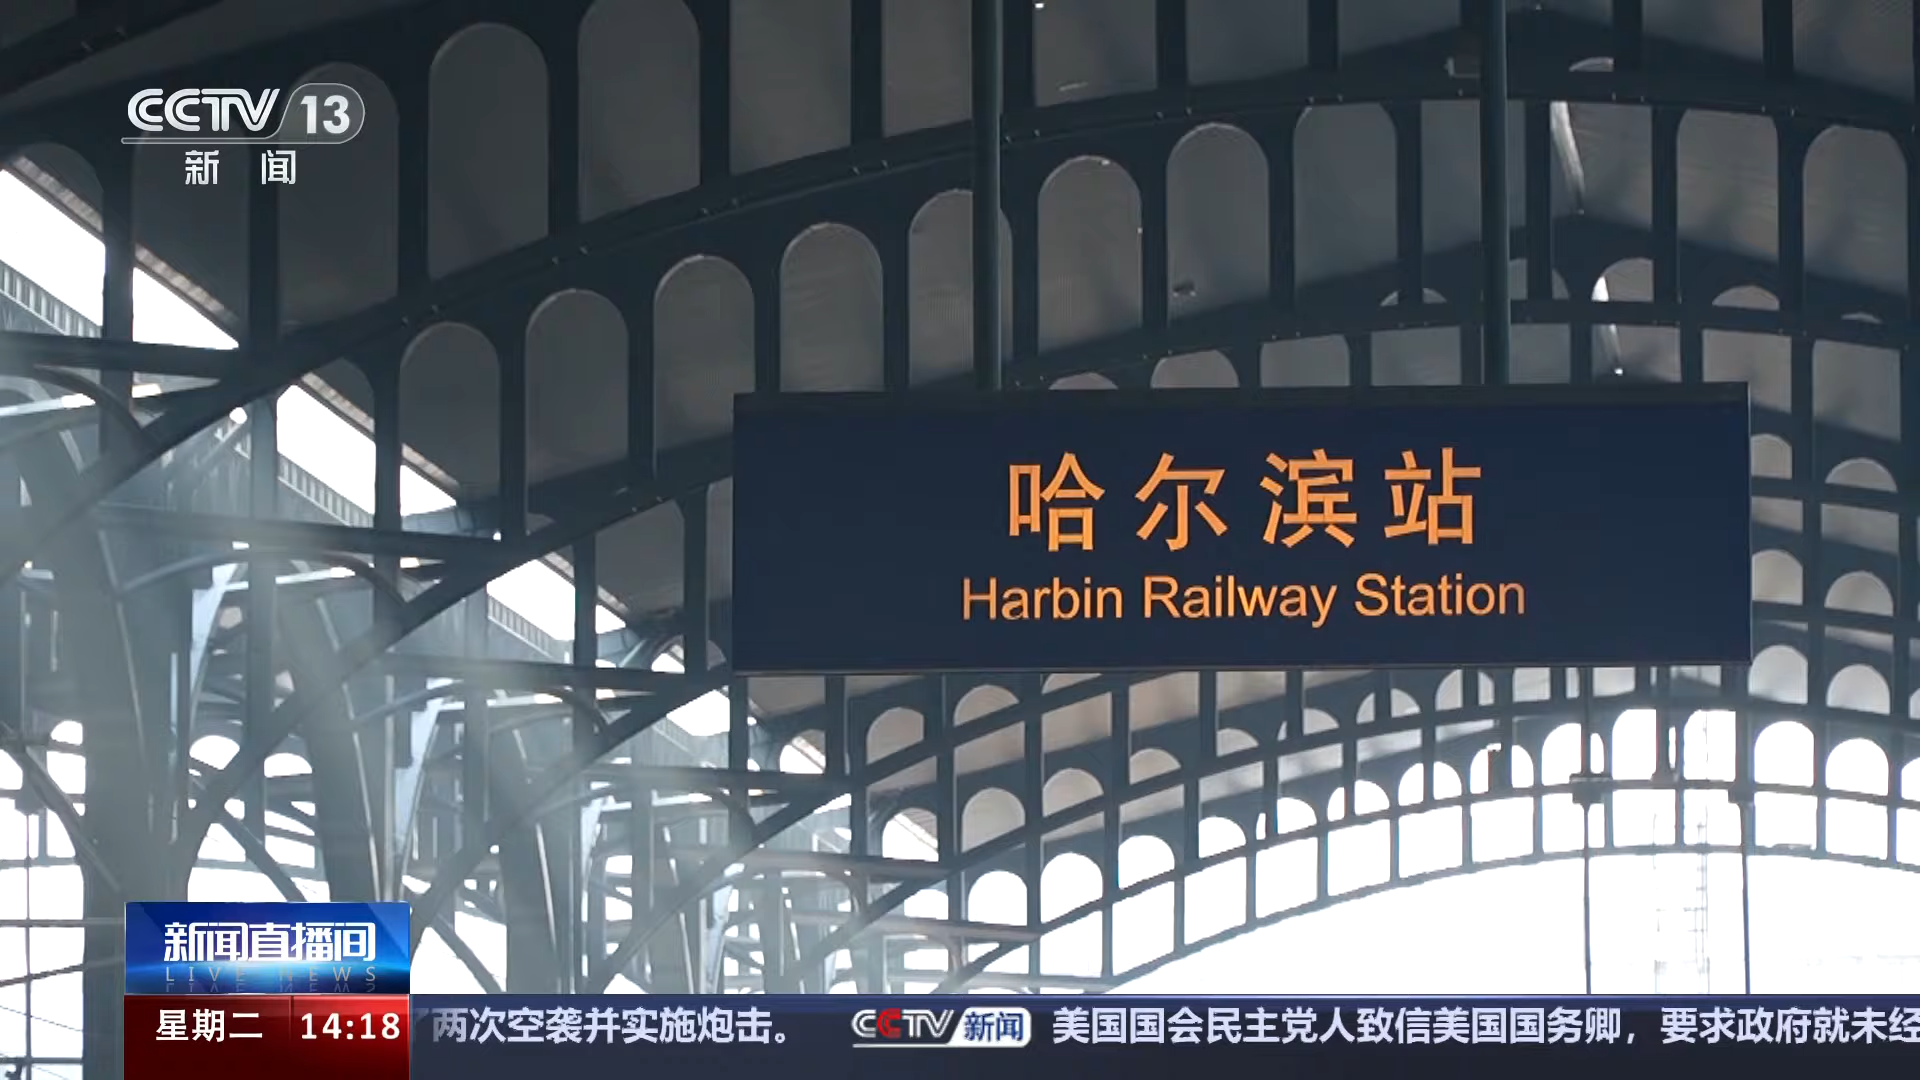 CCTV 13
新闻
哈尔滨站
Harbin Railway Station
新闻直播间
LIVE NEWS
星期二 14:18
两次空袭并实施炮击。 CCTV 新闻 美国国会民主党人致信美国国务卿，要求政府就未经